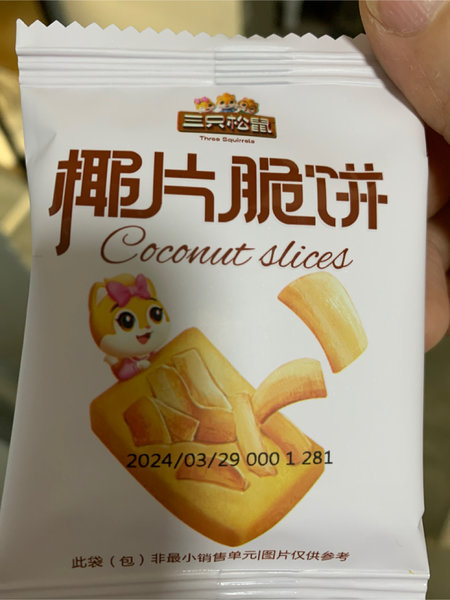 三只松鼠
Three Squirrels
椰片脆饼
Coconut slices
2024/03/29 000 1 281
此袋（包）非最小销售单元|图片仅供参考